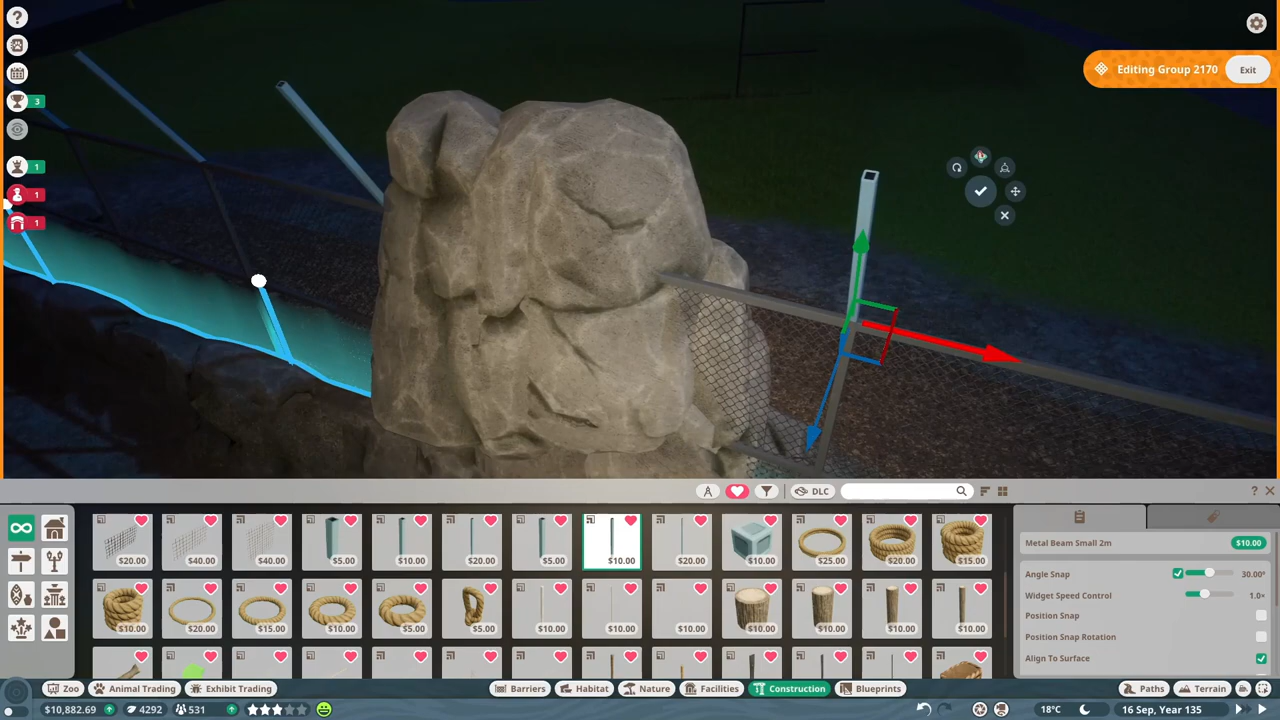 ?
3
1
1
1
Editing Group 2170 Exit
DLC
? ×
$20.00 $40.00 $40.00 $5.00 $10.00 $20.00 $5.00 $10.00 $20.00 $10.00 $25.00 $20.00 $15.00
Metal Beam Small 2m $10.00
Angle Snap 30.00°
Widget Speed Control 1.0×
$10.00 $20.00 $15.00 $10.00 $5.00 $5.00 $10.00 $10.00 $10.00 $10.00 $10.00 $10.00 $10.00
Position Snap
Position Snap Rotation
Align To Surface
Zoo Animal Trading Exhibit Trading Barriers Habitat Nature Facilities Construction Blueprints Paths Terrain
$10,882.69 4292 531 18°C 16 Sep, Year 135